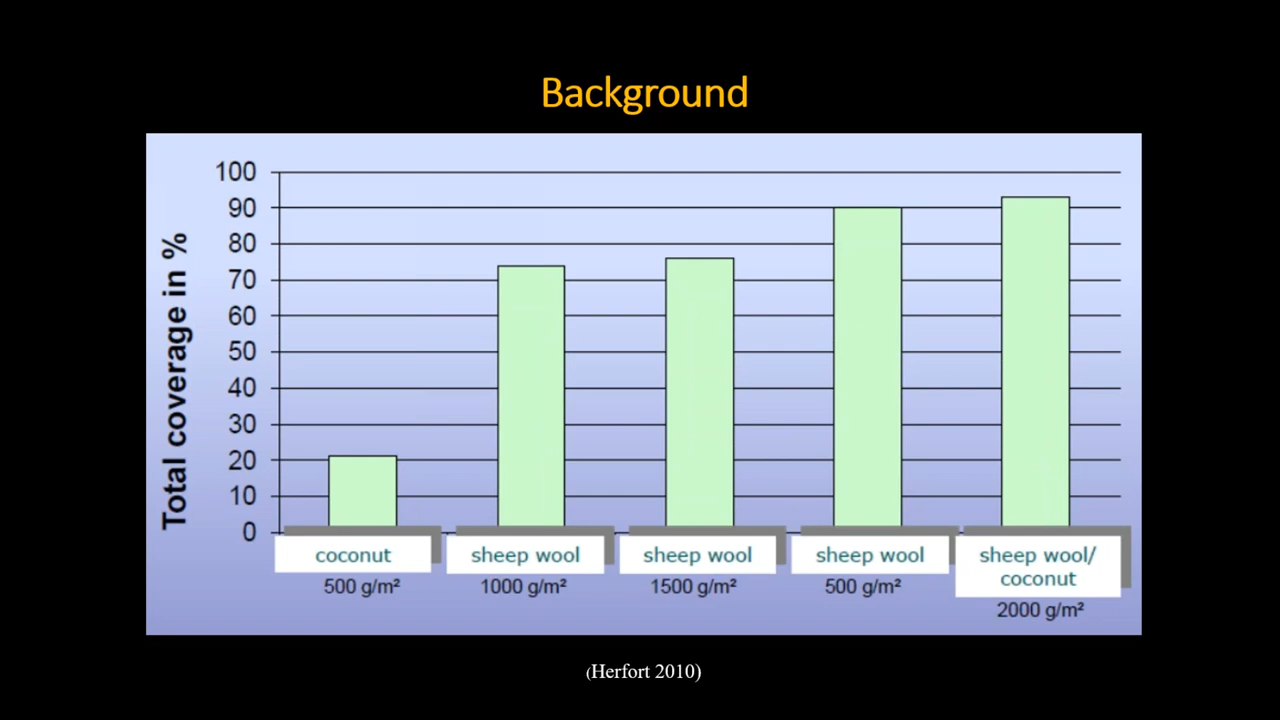 Background
Total coverage in %
100
90
80
70
60
50
40
30
20
10
0
coconut
500 g/m²
sheep wool
1000 g/m²
sheep wool
1500 g/m²
sheep wool
500 g/m²
sheep wool/
coconut
2000 g/m²
(Herfort 2010)